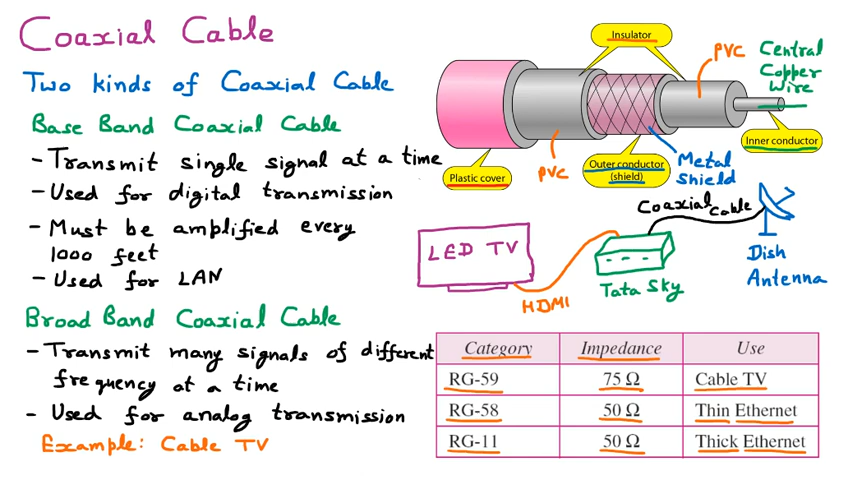 Coaxial Cable
Two kinds of Coaxial Cable
Base Band Coaxial Cable
- Transmit single signal at a time
- Used for digital transmission
- Must be amplified every
1000 feet
- Used for LAN
Broad Band Coaxial Cable
- Transmit many signals of different
frequency at a time
- Used for analog transmission
Example: Cable TV
Insulator
PVC
Central
Copper
Wire
Inner conductor
Plastic cover
PVC
Outer conductor
(shield)
Metal
Shield
LED TV
HDMI
Tata Sky
Coaxial Cable
Dish
Antenna
Category Impedance Use
RG-59 75 Ω Cable TV
RG-58 50 Ω Thin Ethernet
RG-11 50 Ω Thick Ethernet